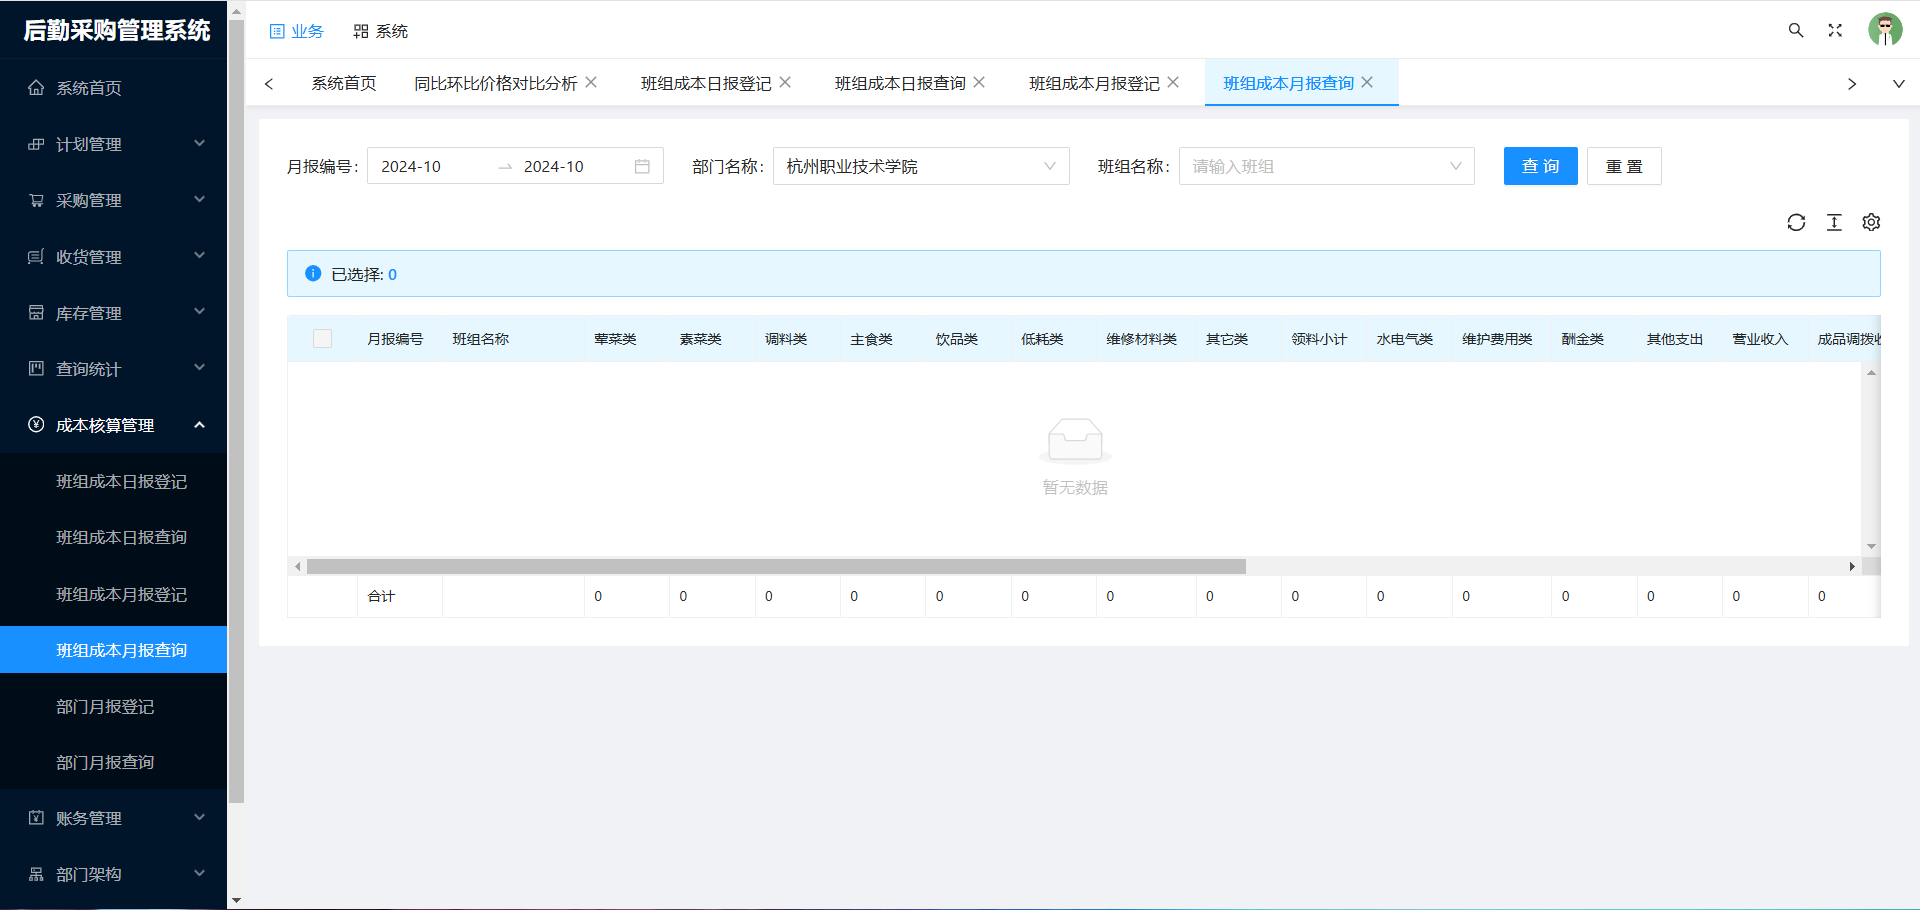 后勤采购管理系统
系统首页
计划管理
采购管理
收货管理
库存管理
查询统计
成本核算管理
班组成本日报登记
班组成本日报查询
班组成本月报登记
班组成本月报查询
部门月报登记
部门月报查询
账务管理
部门架构
业务 系统
系统首页 同比环比价格对比分析 班组成本日报登记 班组成本日报查询 班组成本月报登记 班组成本月报查询
月报编号: 2024-10 → 2024-10 部门名称: 杭州职业技术学院 班组名称: 请输入班组 查 询 重 置
已选择: 0
月报编号 班组名称 荤菜类 素菜类 调料类 主食类 饮品类 低耗类 维修材料类 其它类 领料小计 水电气类 维护费用类 酬金类 其他支出 营业收入 成品调拨收
暂无数据
合计 0 0 0 0 0 0 0 0 0 0 0 0 0 0 0